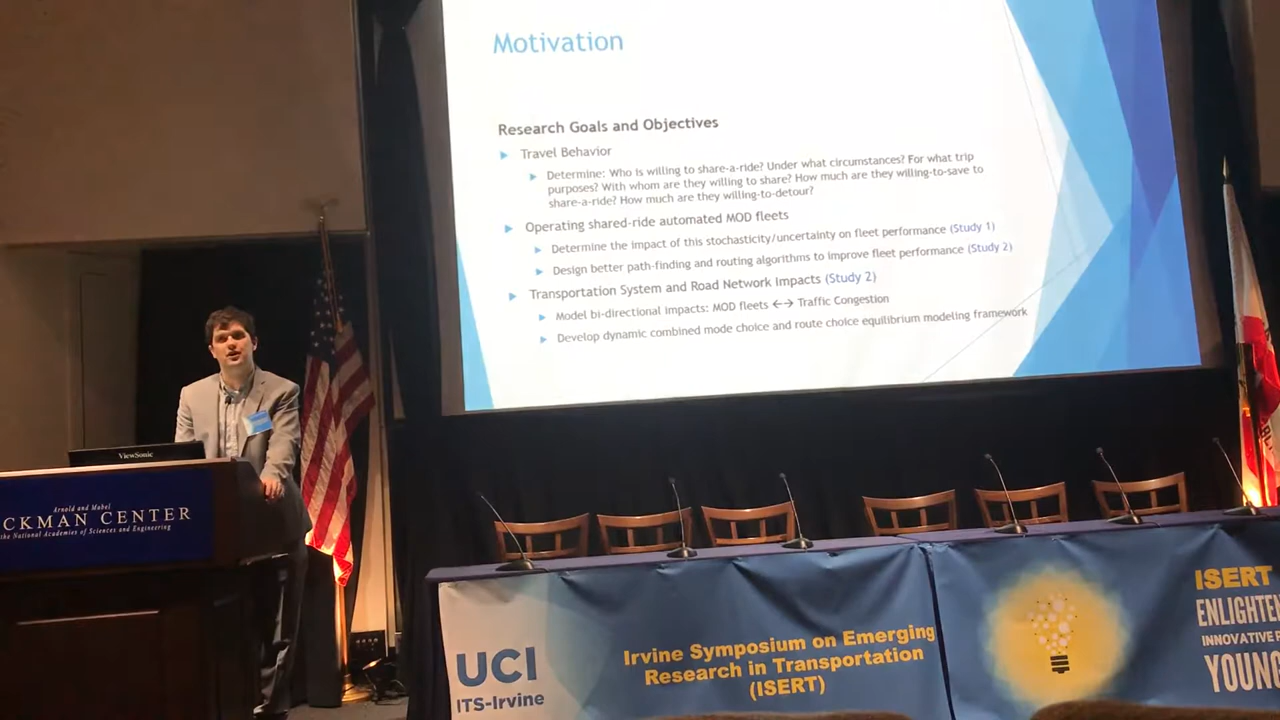 Motivation
Research Goals and Objectives
Travel Behavior
Determine: Who is willing to share-a-ride? Under what circumstances? For what trip
purposes? With whom are they willing to share? How much are they willing-to-save to
share-a-ride? How much are they willing-to-detour?
Operating shared-ride automated MOD fleets
Determine the impact of this stochasticity/uncertainty on fleet performance (Study 1)
Design better path-finding and routing algorithms to improve fleet performance (Study 2)
Transportation System and Road Network Impacts (Study 2)
Model bi-directional impacts: MOD fleets ←→ Traffic Congestion
Develop dynamic combined mode choice and route choice equilibrium modeling framework
ViewSonic
Arnold and Mabel
CKMAN CENTER
the National Academies of Sciences and Engineering
UCI
ITS-Irvine
Irvine Symposium on Emerging
Research in Transportation
(ISERT)
ISERT
ENLIGHTE
INNOVATIVE
YOUNG